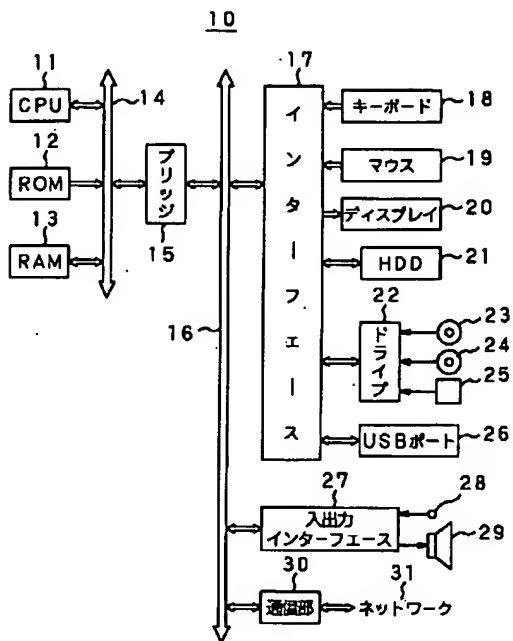 10
11
CPU
14
12
ROM
13
RAM
ブリッジ
15
16
17
インターフェース
キーボード 18
マウス 19
ディスプレイ 20
HDD 21
22
ドライブ
23
24
25
USBポート 26
27
入出力
インターフェース
28
29
30
通信部
31
ネットワーク